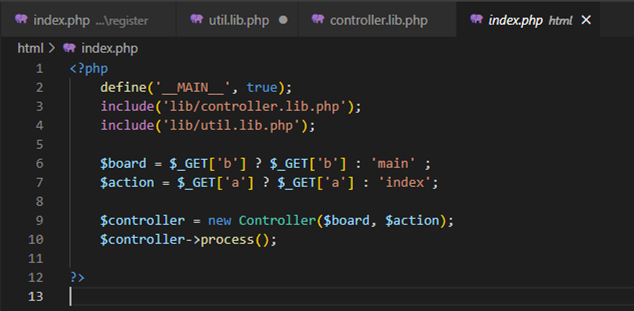 index.php ...\register util.lib.php controller.lib.php index.php html
html > index.php
1 <?php
2 define('__MAIN__', true);
3 include('lib/controller.lib.php');
4 include('lib/util.lib.php');
5
6 $board = $_GET['b'] ? $_GET['b'] : 'main' ;
7 $action = $_GET['a'] ? $_GET['a'] : 'index';
8
9 $controller = new Controller($board, $action);
10 $controller->process();
11
12 ?>
13